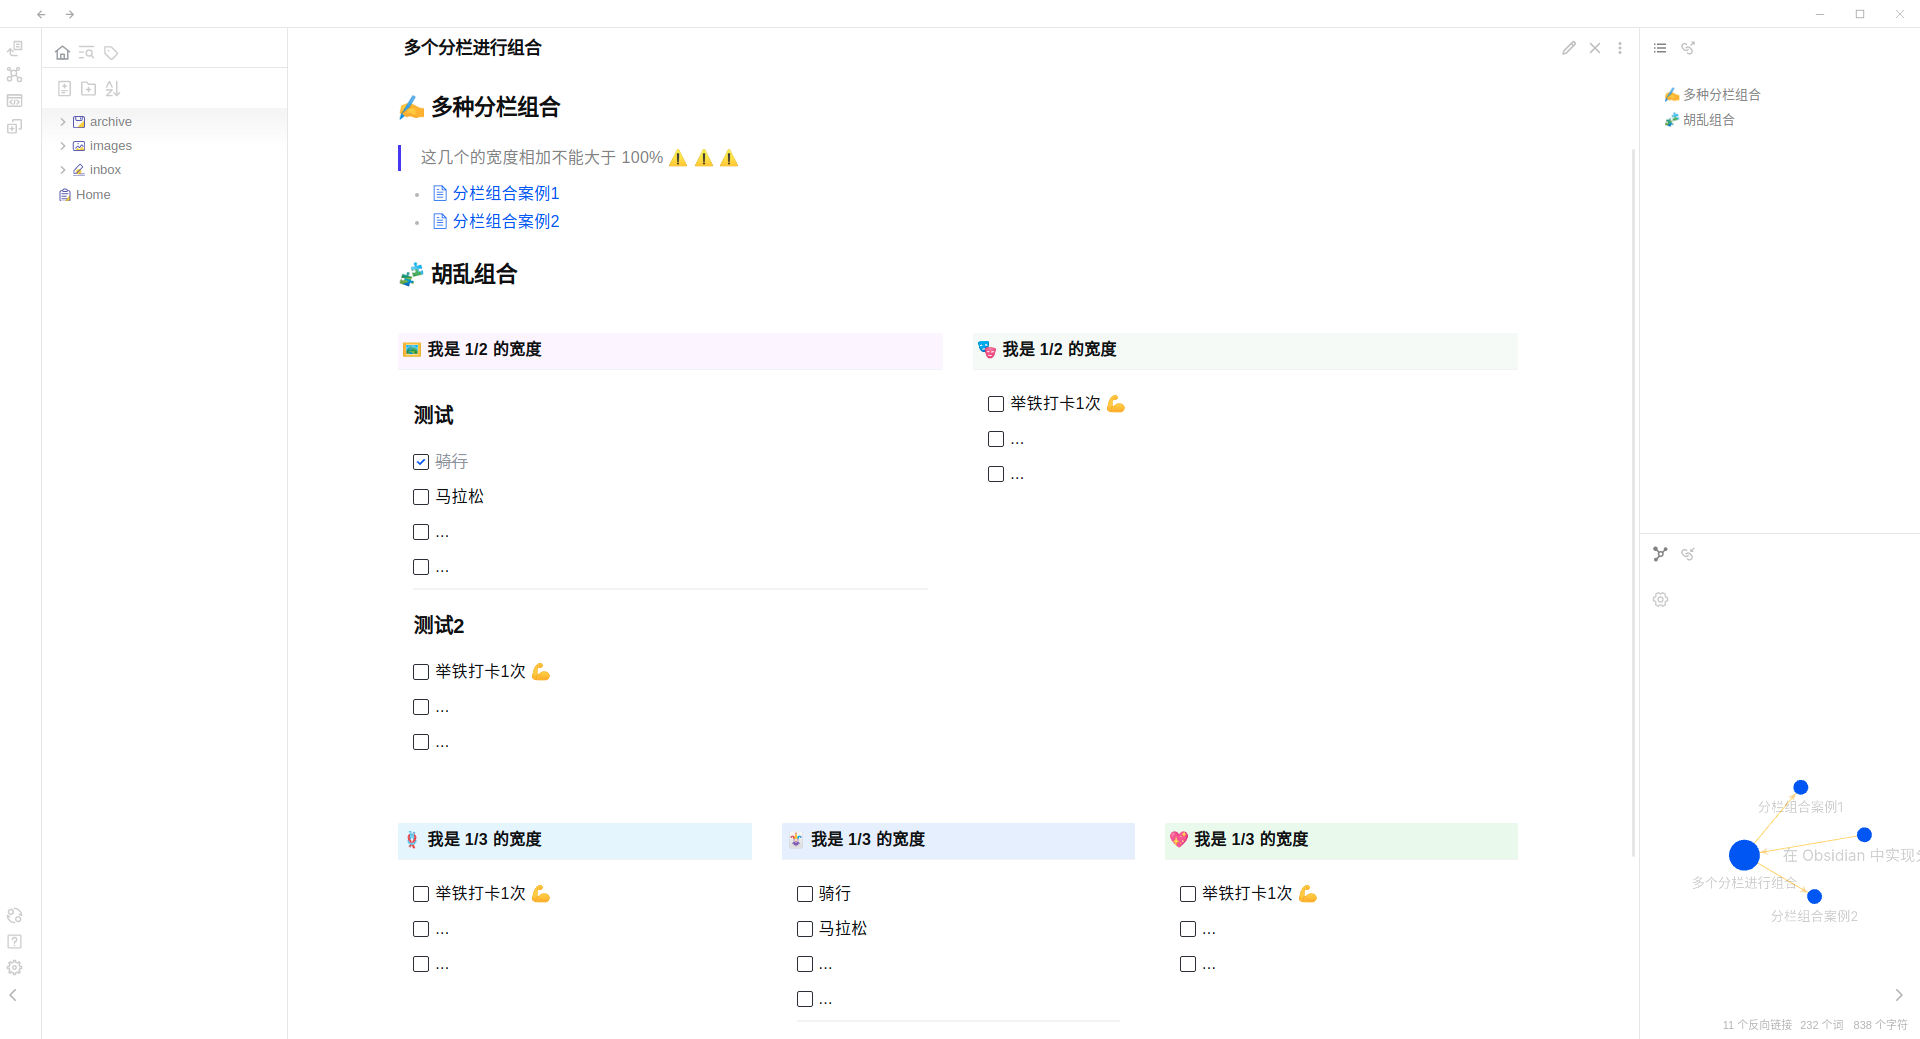 archive
images
inbox
Home
多个分栏进行组合
✍️ 多种分栏组合
这几个的宽度相加不能大于 100% ⚠️ ⚠️ ⚠️
分栏组合案例1
分栏组合案例2
🧩 胡乱组合
🖼️ 我是 1/2 的宽度
测试
骑行
马拉松
...
...
测试2
举铁打卡1次 💪
...
...
🎭 我是 1/2 的宽度
举铁打卡1次 💪
...
...
我是 1/3 的宽度
举铁打卡1次 💪
...
...
🃏 我是 1/3 的宽度
骑行
马拉松
...
...
💖 我是 1/3 的宽度
举铁打卡1次 💪
...
...
✍️ 多种分栏组合
🧩 胡乱组合
分栏组合案例1
在 Obsidian 中实现
多个分栏进行组合
分栏组合案例2
11 个反向链接 232 个词 838 个字符